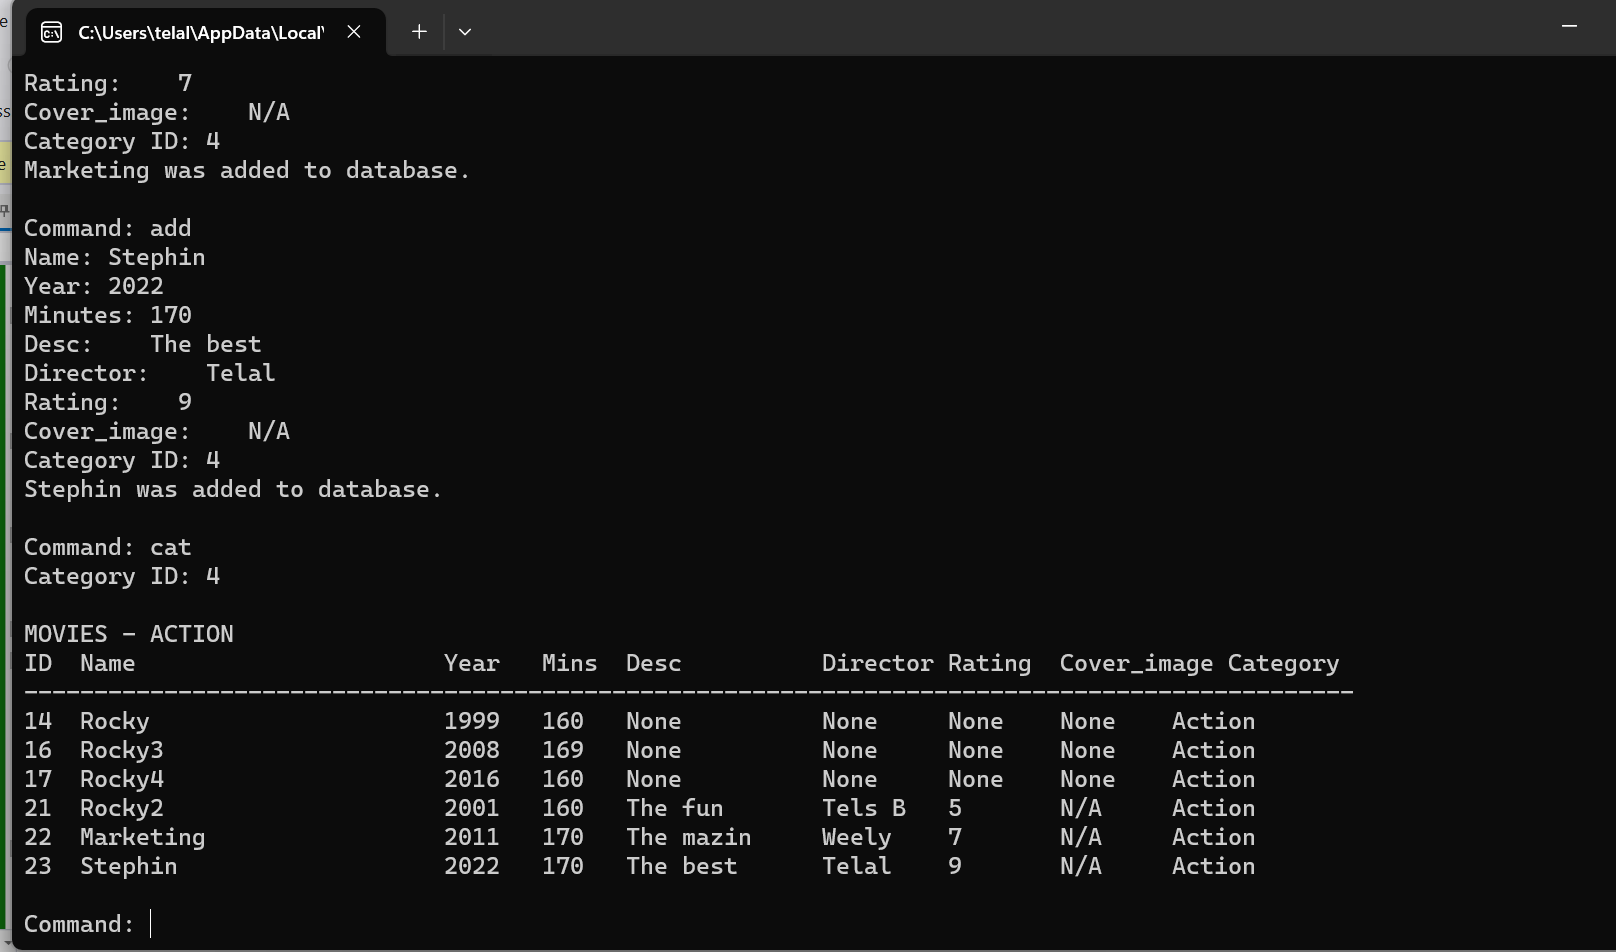 C:\Users\telal\AppData\Local\
Rating:    7
Cover_image:    N/A
Category ID: 4
Marketing was added to database.

Command: add
Name: Stephin
Year: 2022
Minutes: 170
Desc:    The best
Director:    Telal
Rating:    9
Cover_image:    N/A
Category ID: 4
Stephin was added to database.

Command: cat
Category ID: 4

MOVIES - ACTION
ID  Name                      Year   Mins  Desc          Director Rating  Cover_image Category
-----------------------------------------------------------------------------------------------
14  Rocky                     1999   160   None          None     None    None    Action
16  Rocky3                    2008   169   None          None     None    None    Action
17  Rocky4                    2016   160   None          None     None    None    Action
21  Rocky2                    2001   160   The fun       Tels B   5       N/A     Action
22  Marketing                 2011   170   The mazin     Weely    7       N/A     Action
23  Stephin                   2022   170   The best      Telal    9       N/A     Action

Command: